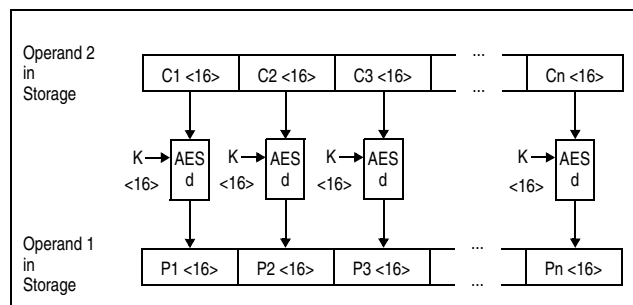 Operand 2
in
Storage
...
C1 <16> C2 <16> C3 <16> Cn <16>
...
K AES K AES K AES K AES
<16> d <16> d <16> d <16> d
Operand 1
in
Storage
...
P1 <16> P2 <16> P3 <16> Pn <16>
...